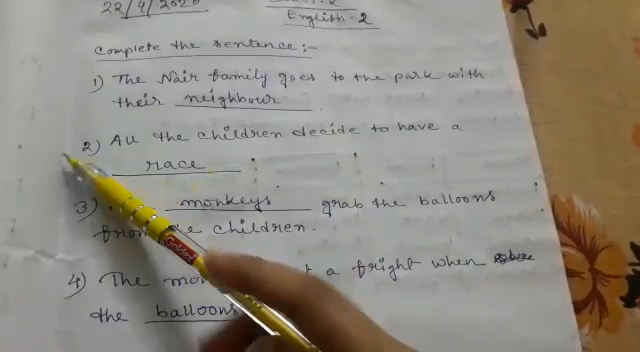 22/4/2020
English-2
Complete the sentence:-
1) The Nair family goes to the park with
their neighbour.
2) All the children decide to have a
race
3) monkeys grab the balloons
from the children.
4) The a fright when
the balloons
Golden